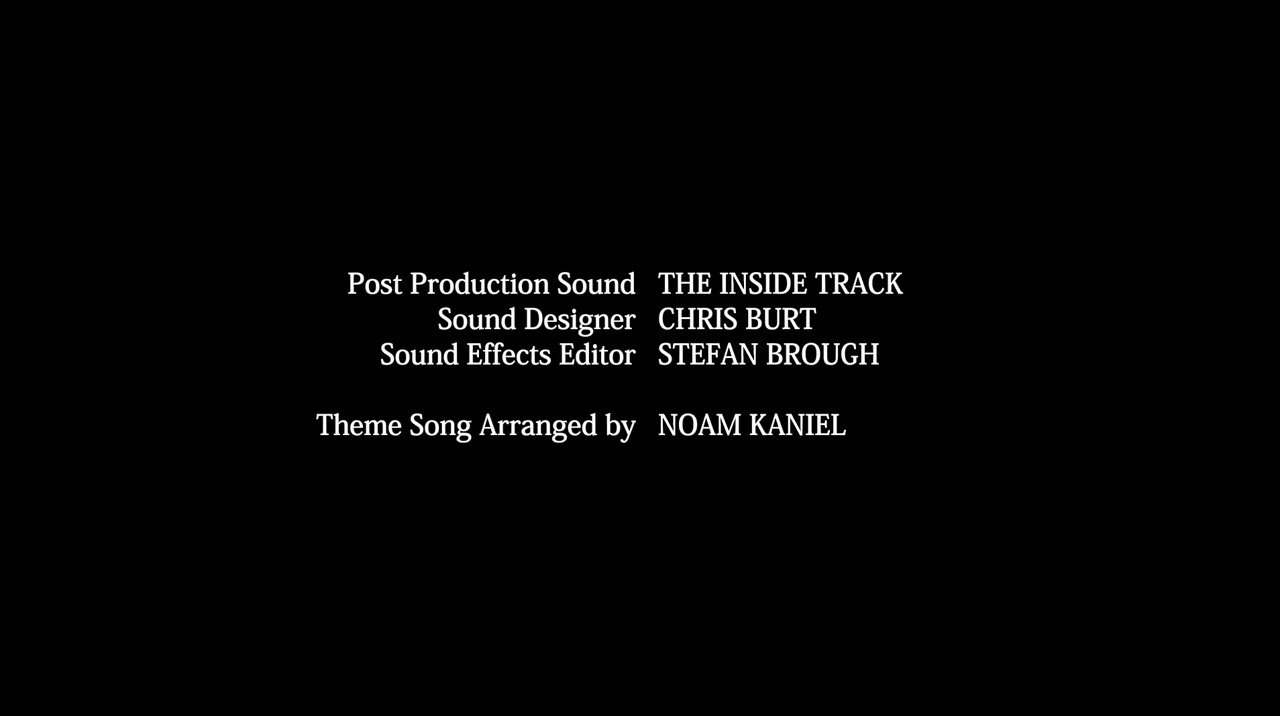 Post Production Sound THE INSIDE TRACK
Sound Designer CHRIS BURT
Sound Effects Editor STEFAN BROUGH
Theme Song Arranged by NOAM KANIEL